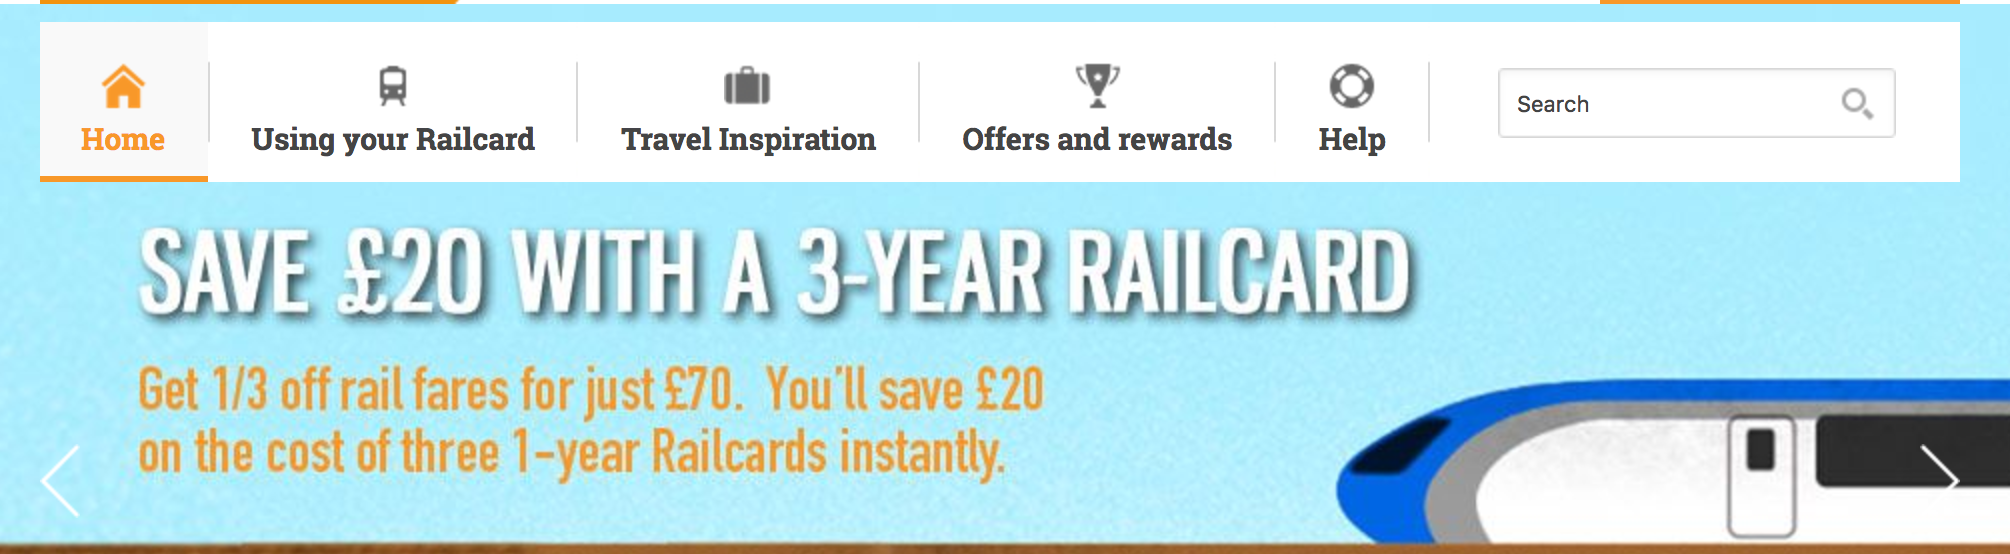 Home
Using your Railcard
Travel Inspiration
Offers and rewards
Help
Search
SAVE £20 WITH A 3-YEAR RAILCARD
Get 1/3 off rail fares for just £70. You'll save £20
on the cost of three 1-year Railcards instantly.